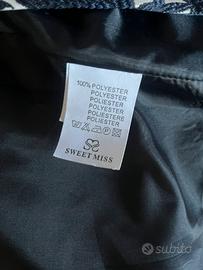 100% POLYESTER
POLYESTER
POLYESTER
POLIESTER
POLIESTERE
POLIESTER
SWEET MISS
subito